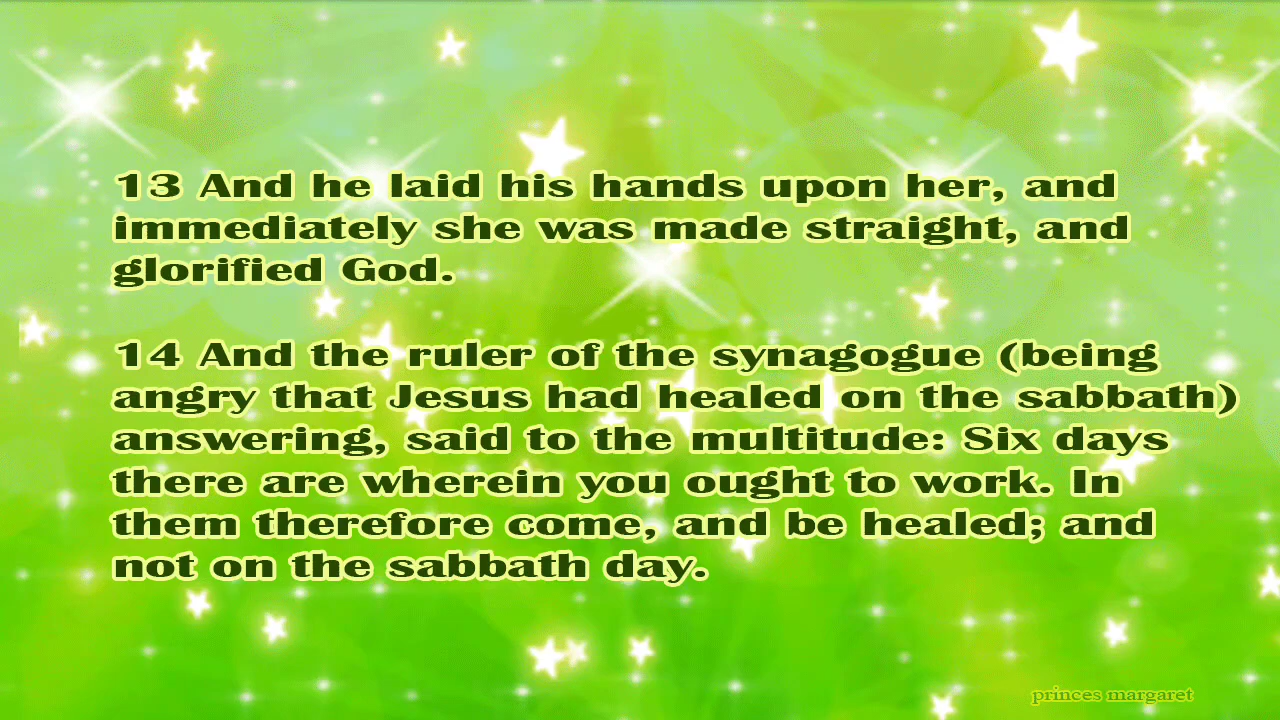 13 And he laid his hands upon her, and
immediately she was made straight, and
glorified God.
14 And the ruler of the synagogue (being
angry that Jesus had healed on the sabbath)
answering, said to the multitude: Six days
there are wherein you ought to work. In
them therefore come, and be healed; and
not on the sabbath day.
princes margaret